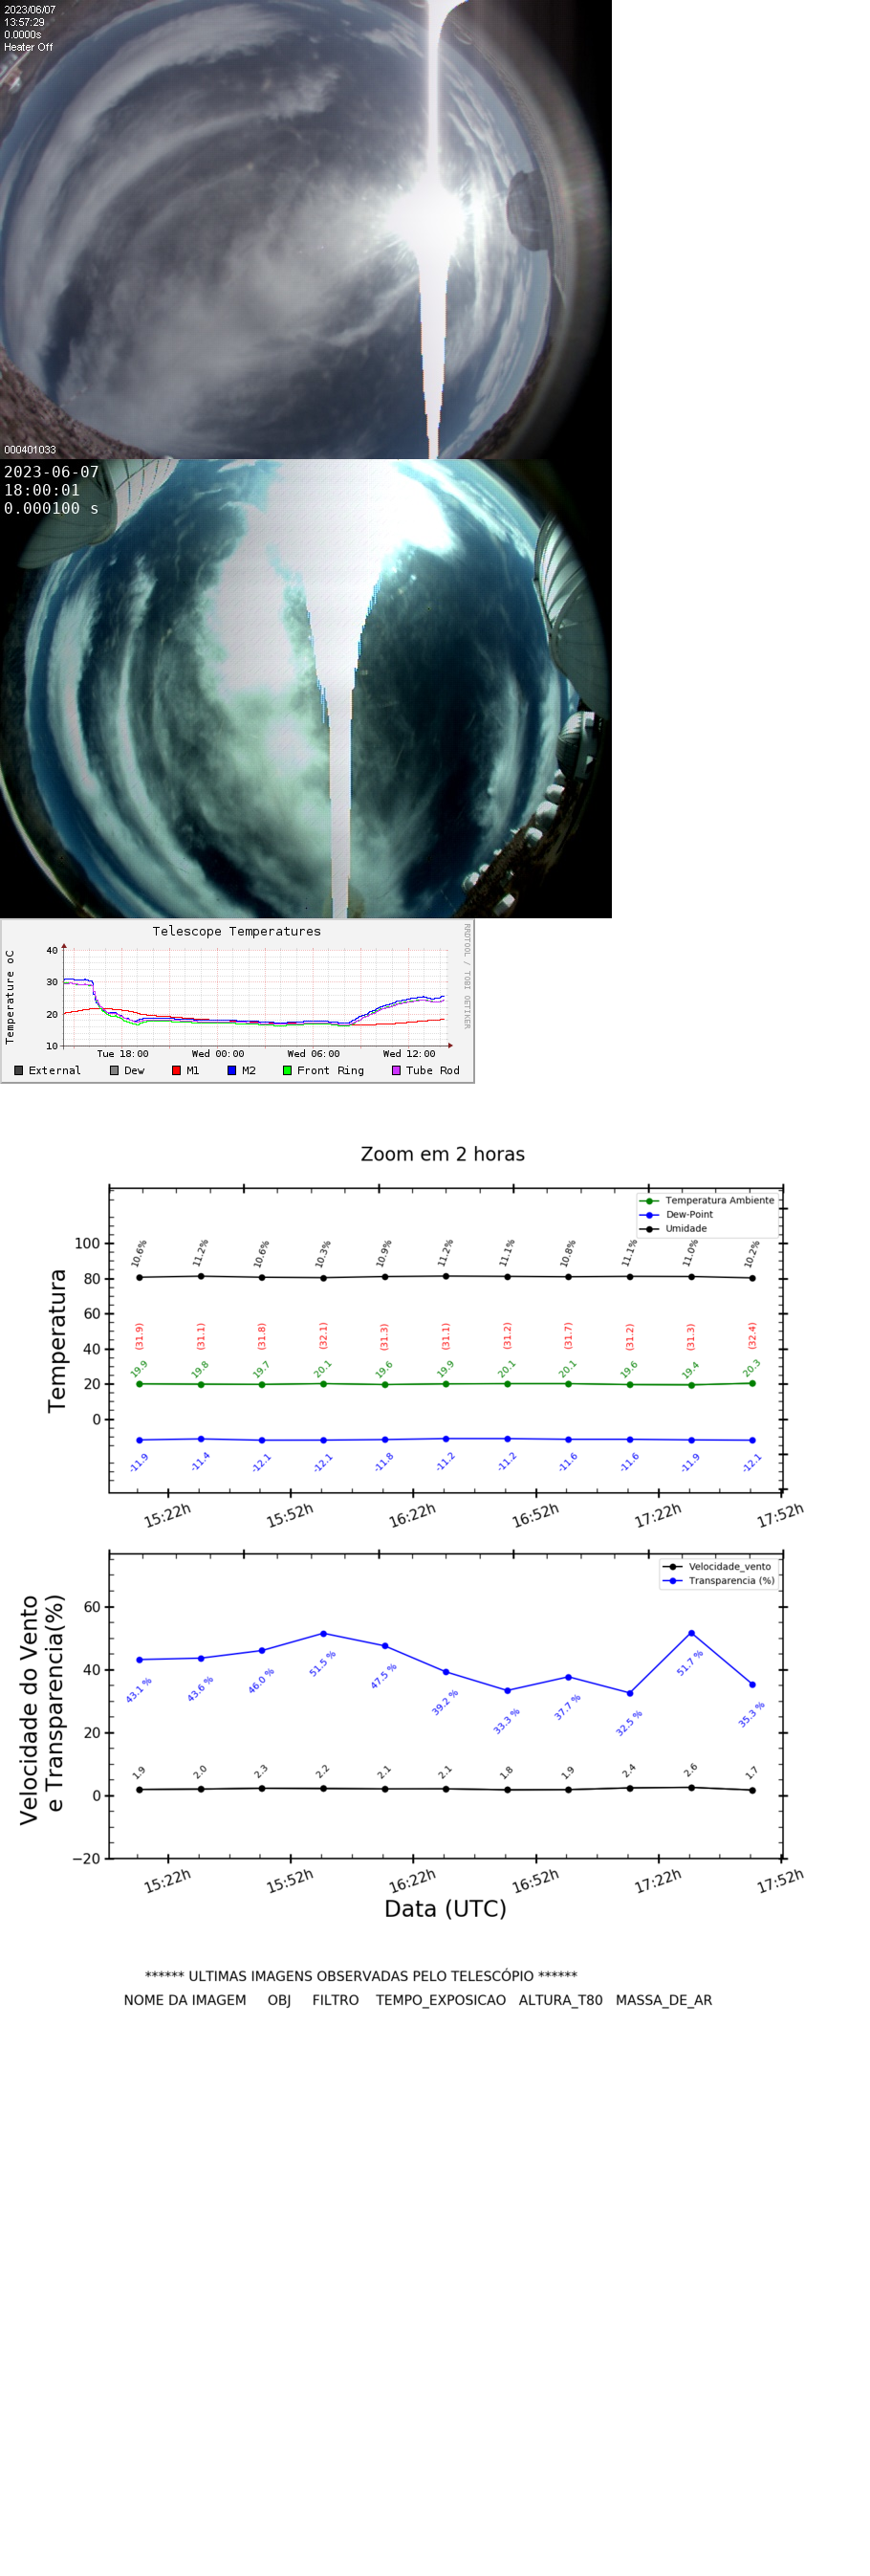 2023/06/07
13:57:29
0.0000s
Heater Off
000401033
2023-06-07
18:00:01
0.000100 s
Telescope Temperatures
RRDTOOL / TOBI OETIKER
Temperature oC
40
30
20
10
Tue 18:00 Wed 00:00 Wed 06:00 Wed 12:00
External Dew M1 M2 Front Ring Tube Rod
Zoom em 2 horas
Temperatura Ambiente
Dew-Point
Umidade
Temperatura
100
80
60
40
20
0
10.6% 11.2% 10.6% 10.3% 10.9% 11.2% 11.1% 10.8% 11.1% 11.0% 10.2%
(31.9) (31.1) (31.8) (32.1) (31.3) (31.1) (31.2) (31.7) (31.2) (31.3) (32.4)
19.9 19.8 19.7 20.1 19.6 19.9 20.1 20.1 19.6 19.4 20.3
-11.9 -11.4 -12.1 -12.1 -11.8 -11.2 -11.2 -11.6 -11.6 -11.9 -12.1
15:22h 15:52h 16:22h 16:52h 17:22h 17:52h
Velocidade_vento
Transparencia (%)
Velocidade do Vento
e Transparencia(%)
60
40
20
0
−20
43.1 % 43.6 % 46.0 % 51.5 % 47.5 % 39.2 % 33.3 % 37.7 % 32.5 % 51.7 % 35.3 %
1.9 2.0 2.3 2.2 2.1 2.1 1.8 1.9 2.4 2.6 1.7
15:22h 15:52h 16:22h 16:52h 17:22h 17:52h
Data (UTC)
****** ULTIMAS IMAGENS OBSERVADAS PELO TELESCÓPIO ******
NOME DA IMAGEM OBJ FILTRO TEMPO_EXPOSICAO ALTURA_T80 MASSA_DE_AR